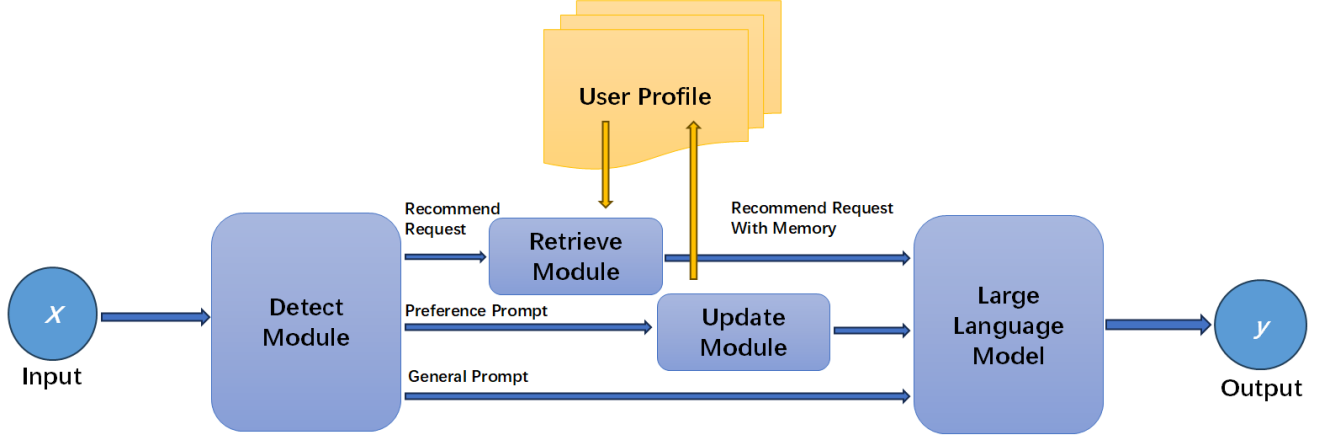 User Profile
Recommend
Request
Recommend Request
With Memory
Retrieve
Module
Detect
Module
x
Input
Preference Prompt
Update
Module
Large
Language
Model
y
Output
General Prompt